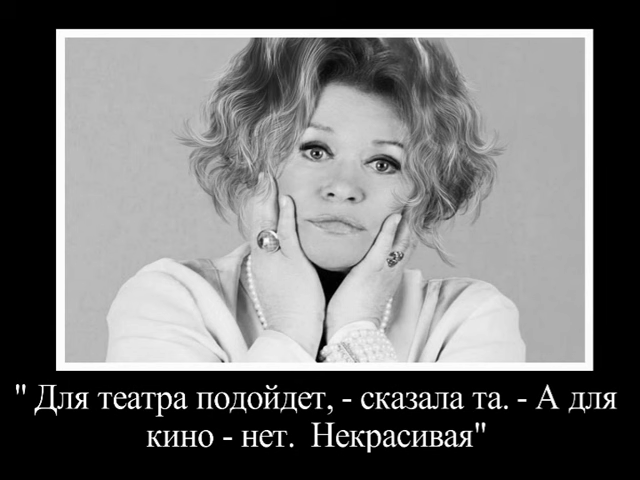 " Для театра подойдет, - сказала та. - А для
кино - нет.  Некрасивая"